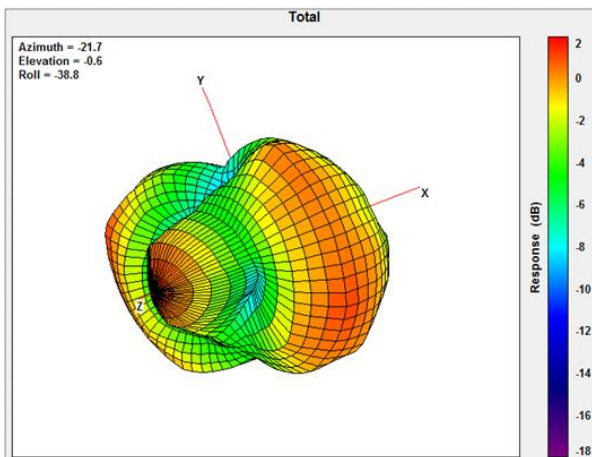 Total
Azimuth = -21.7
Elevation = -0.6
Roll = -38.8
Y
X
Z
Response (dB)
2
0
-2
-4
-6
-8
-10
-12
-14
-16
-18